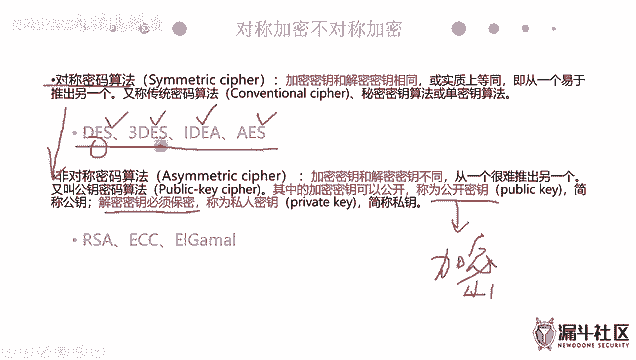 对称加密不对称加密
•对称密码算法（Symmetric cipher）：加密密钥和解密密钥相同，或实质上等同，即从一个易于
推出另一个。又称传统密码算法（Conventional cipher)、秘密密钥算法或单密钥算法。
• DES、3DES、IDEA、AES
•非对称密码算法（Asymmetric cipher）：加密密钥和解密密钥不同，从一个很难推出另一个。
又叫公钥密码算法（Public-key cipher)。其中的加密密钥可以公开，称为公开密钥（public key)，简
称公钥；解密密钥必须保密，称为私人密钥（private key)，简称私钥。
• RSA、ECC、ElGamal
加密
漏斗社区
NEWDOONE SECURITY